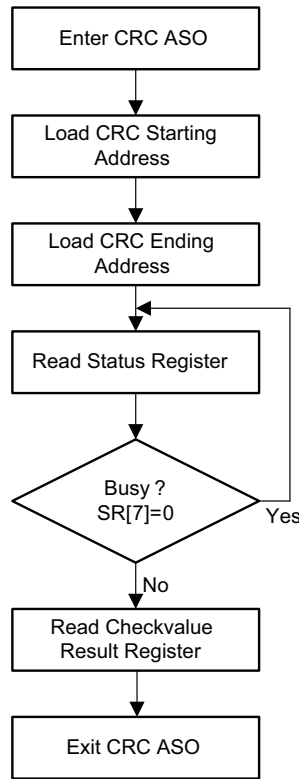 Enter CRC ASO
Load CRC Starting
Address
Load CRC Ending
Address
Read Status Register
Busy ?
SR[7]=0
Yes
No
Read Checkvalue
Result Register
Exit CRC ASO